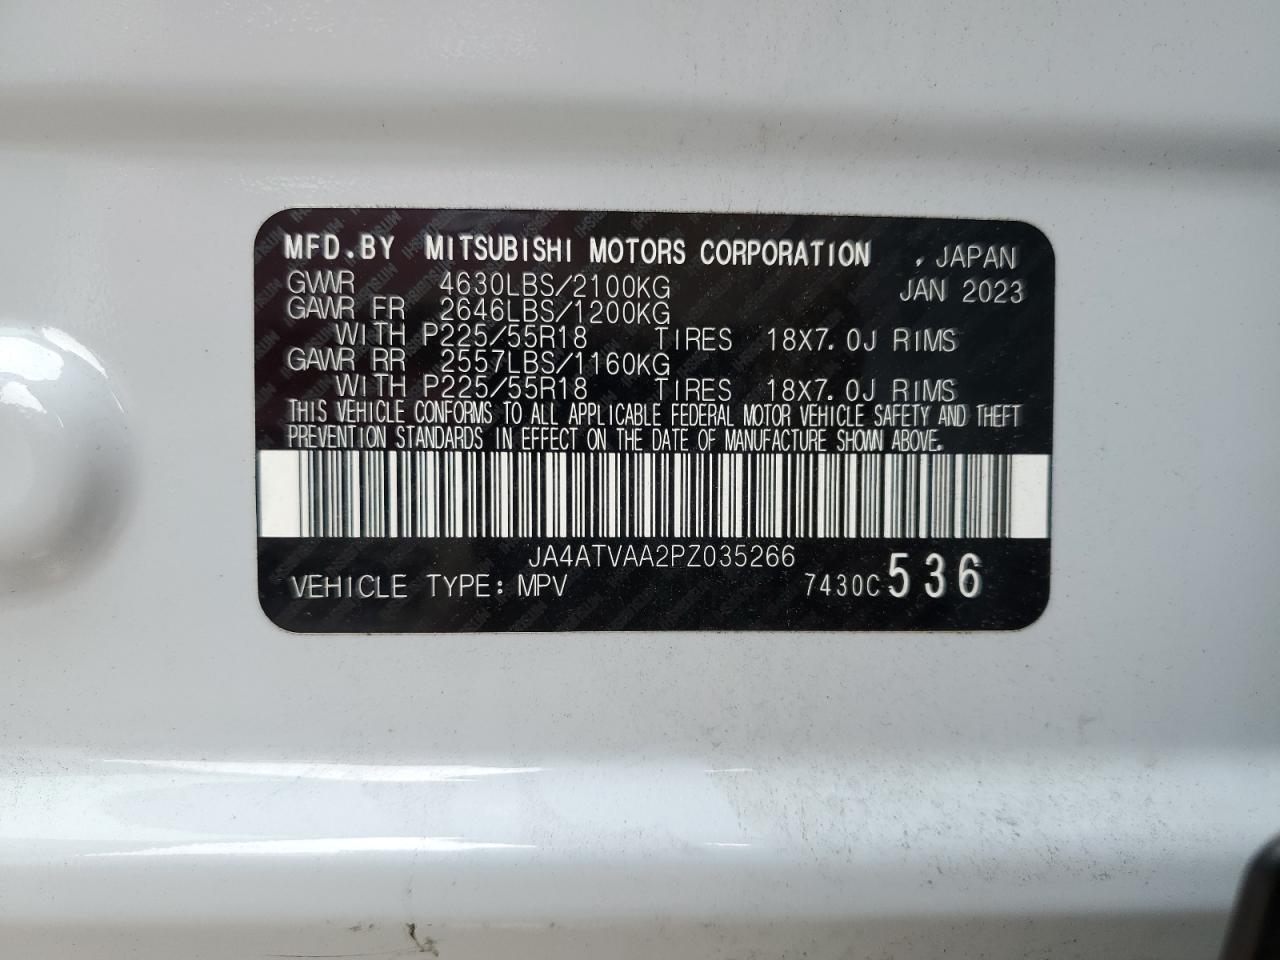 MFD.BY MITSUBISHI MOTORS CORPORATION , JAPAN
GVWR 4630LBS/2100KG JAN 2023
GAWR FR 2646LBS/1200KG
WITH P225/55R18 TIRES 18X7.0J RIMS
GAWR RR 2557LBS/1160KG
WITH P225/55R18 TIRES 18X7.0J RIMS
THIS VEHICLE CONFORMS TO ALL APPLICABLE FEDERAL MOTOR VEHICLE SAFETY AND THEFT
PREVENTION STANDARDS IN EFFECT ON THE DATE OF MANUFACTURE SHOWN ABOVE.
JA4ATVAA2PZ035266
VEHICLE TYPE: MPV 7430C 536